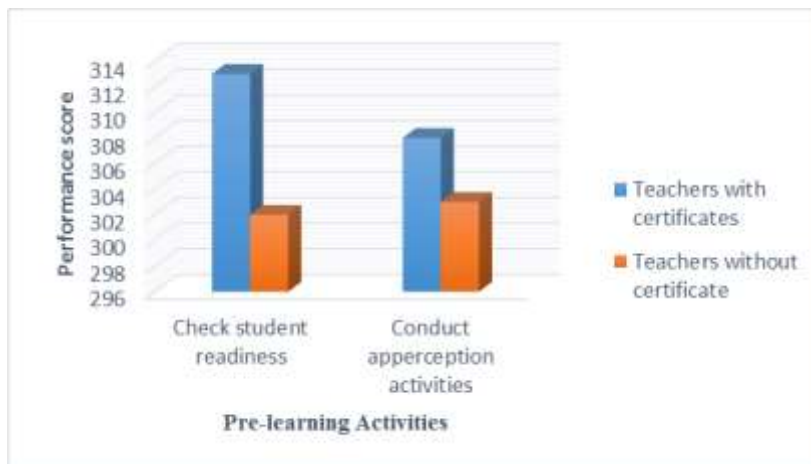 Performance score
314
312
310
308
306
304
302
300
298
296
Check student
readiness
Conduct
apperception
activities
Pre-learning Activities
Teachers with
certificates
Teachers without
certificate